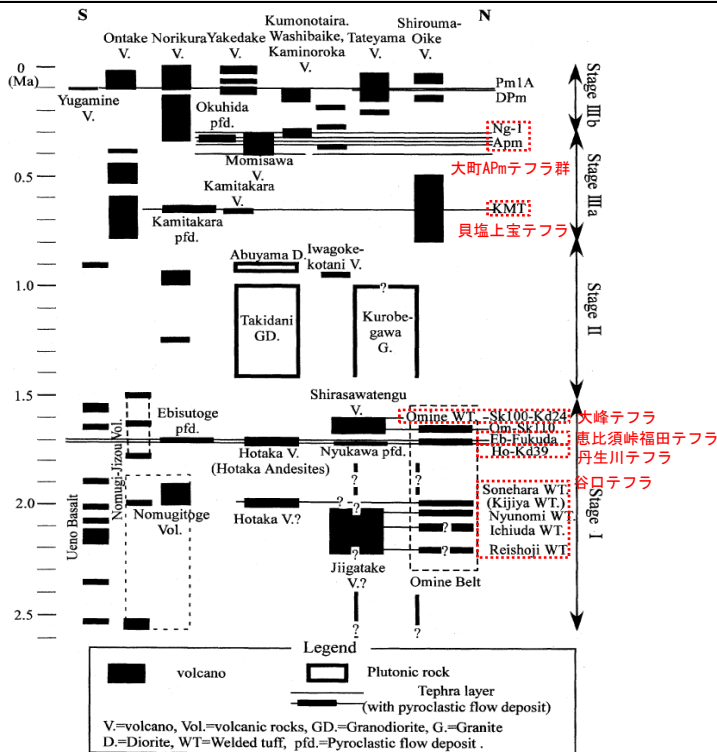 S
N
Ontake
V.
Norikura
V.
Yakedake
V.
Kumonotaira.
Washibaike,
Kaminoroka
V.
Tateyama
V.
Shirouma-
Oike
V.
0
(Ma)
Yugamine
V.
Okuhida
pfd.
Momisawa
V.
Pm1A
DPm
Ng-1
Apm
大町APmテフラ群
Stage IIIb
0.5
Kamitakara
V.
Kamitakara
pfd.
KMT
貝塩上宝テフラ
Stage IIIa
Abuyama D.
Iwagoke-
kotani V.
1.0
Takidani
GD.
?
Kurobe-
gawa
G.
Stage II
1.5
Shirasawatengu
V.
Omine WT.
Sk100-Kd24
大峰テフラ
Om-Sk110
Ebisutoge
pfd.
Nomugi-Jizou Vol.
Eb-Fukuda
恵比須峠福田テフラ
Hotaka V.
(Hotaka Andesites)
Nyukawa pfd.
Ho-Kd39
丹生川テフラ
谷口テフラ
? ?
2.0
Ueno Basalt
Nomugitoge
Vol.
Hotaka V.?
?
?
Sonehara WT.
(Kijiya WT.)
Nyunomi WT.
Ichiuda WT.
?
Reishoji WT
?
?
Jiigatake
V.?
Omine Belt
Stage I
2.5
? ?
Legend
volcano
Plutonic rock
Tephra layer
(with pyroclastic flow deposit)
V.=volcano, Vol.=volcanic rocks, GD.=Granodiorite, G.=Granite
D.=Diorite, WT=Welded tuff, pfd.=Pyroclastic flow deposit .